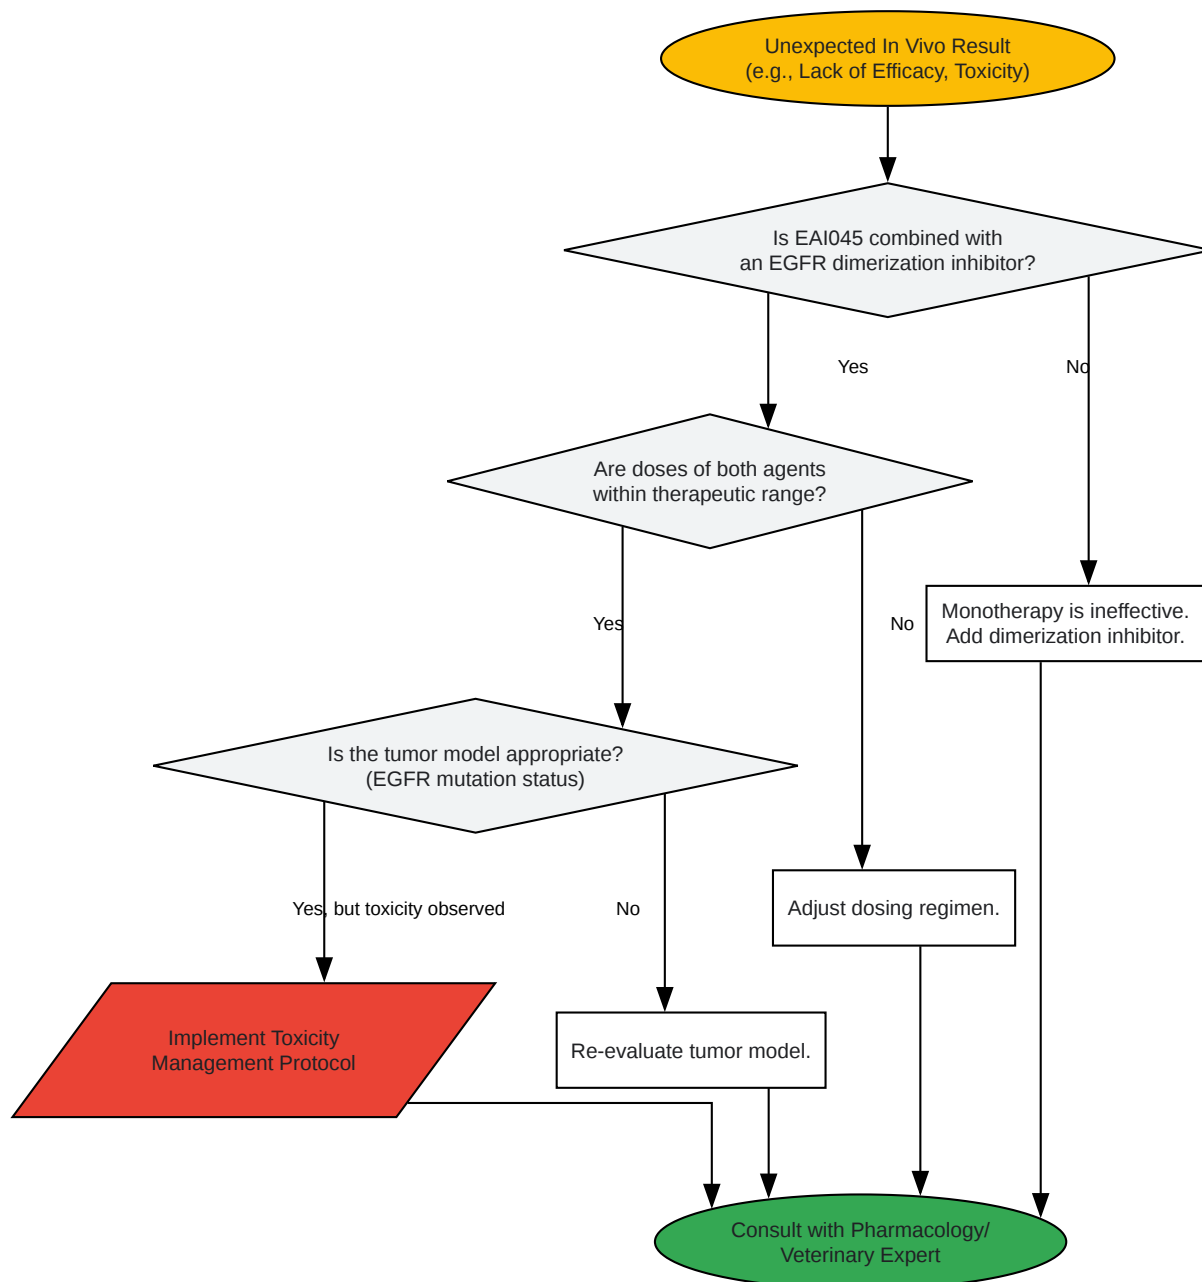 Unexpected In Vivo Result
(e.g., Lack of Efficacy, Toxicity)
Is EAI045 combined with
an EGFR dimerization inhibitor?
Yes
No
Are doses of both agents
within therapeutic range?
Yes
No
Monotherapy is ineffective.
Add dimerization inhibitor.
Is the tumor model appropriate?
(EGFR mutation status)
Yes, but toxicity observed
No
Adjust dosing regimen.
Implement Toxicity
Management Protocol
Re-evaluate tumor model.
Consult with Pharmacology/
Veterinary Expert